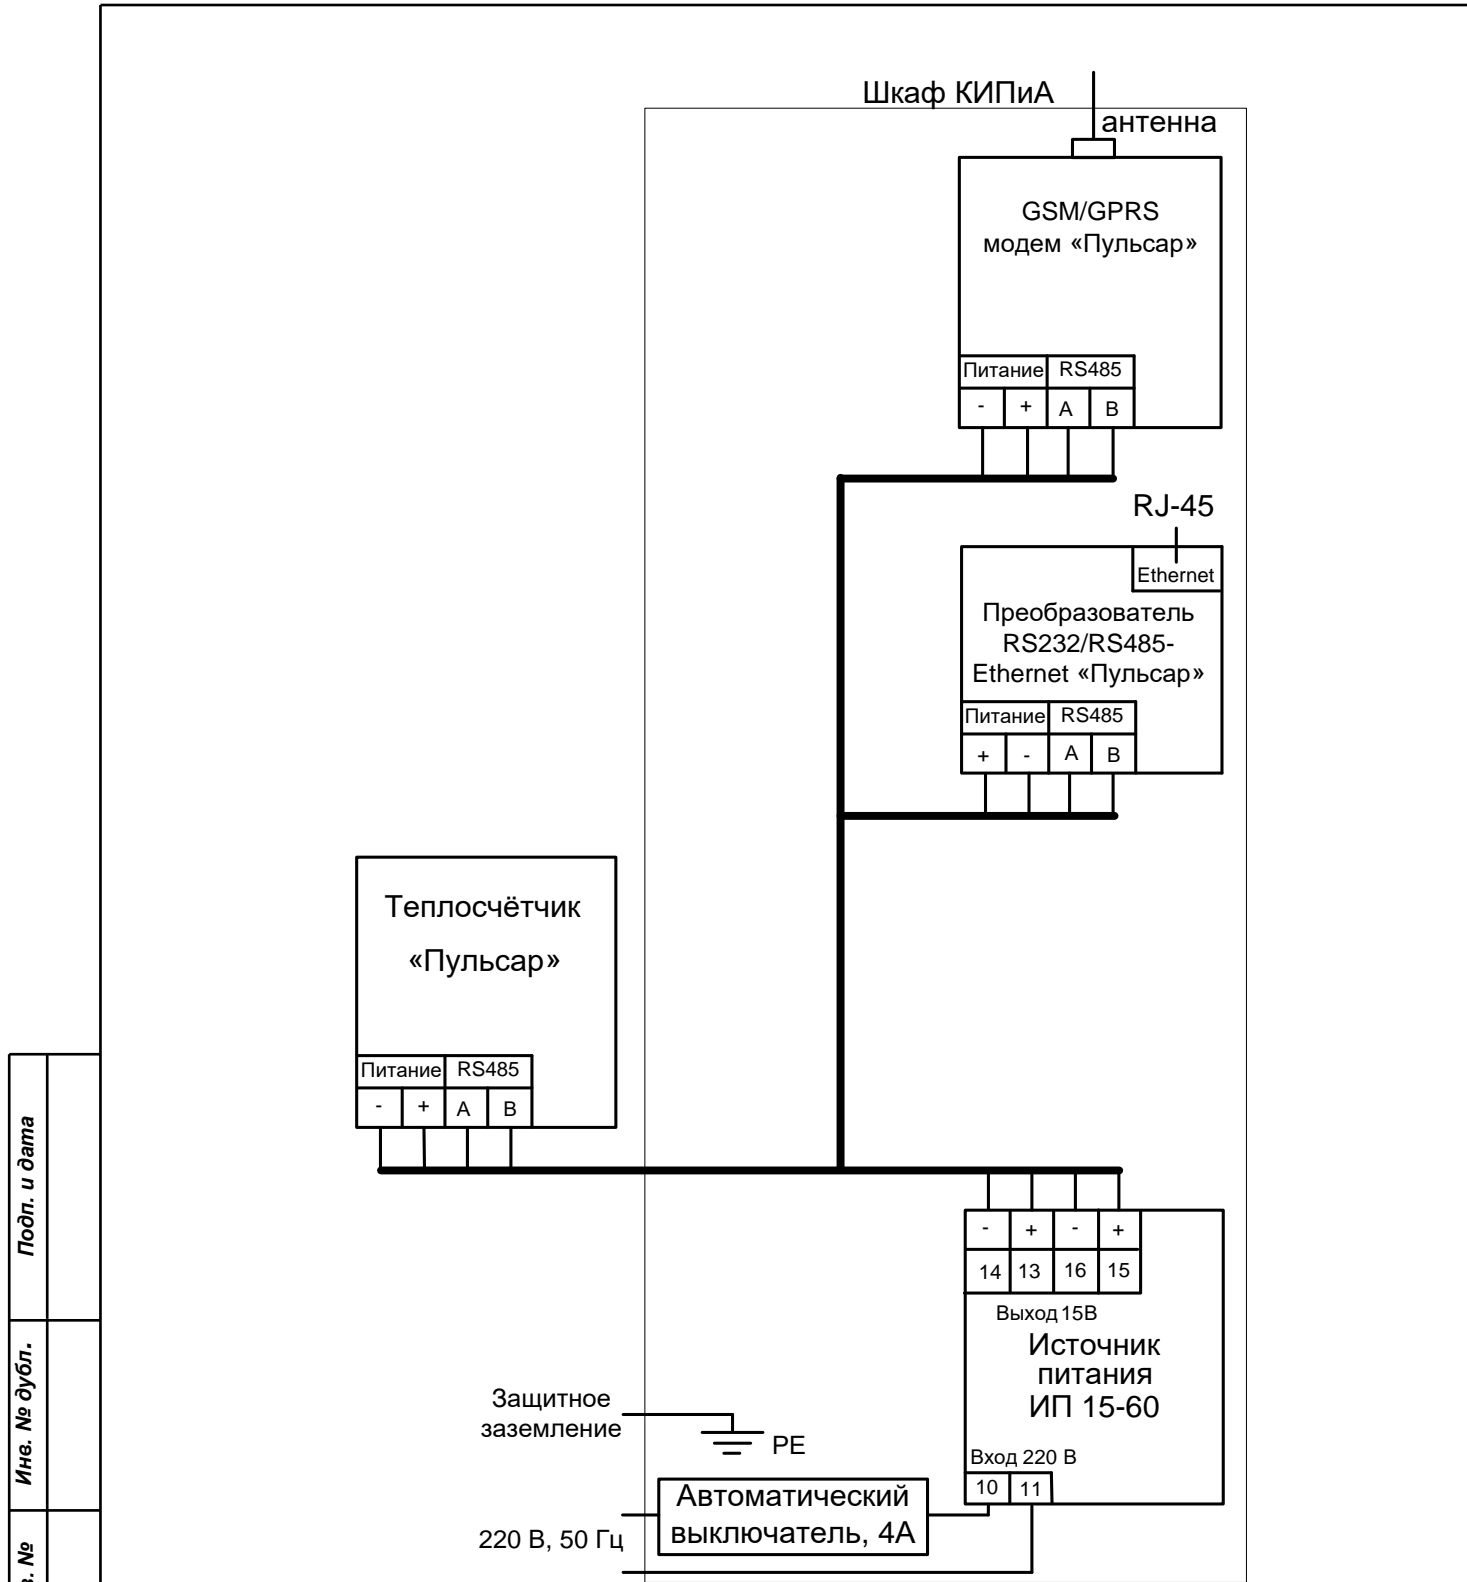 Шкаф КИПиА
антенна
GSM/GPRS
модем «Пульсар»
Питание RS485
- + A B
RJ-45
Ethernet
Преобразователь
RS232/RS485-
Ethernet «Пульсар»
Питание RS485
+ - A B
Теплосчётчик
«Пульсар»
Питание RS485
- + A B
- + - +
14 13 16 15
Выход 15В
Источник
питания
ИП 15-60
Вход 220 В
10 11
Защитное
заземление
PE
Автоматический
выключатель, 4А
220 В, 50 Гц
Подп. и дата
Инв. № дубл.
№